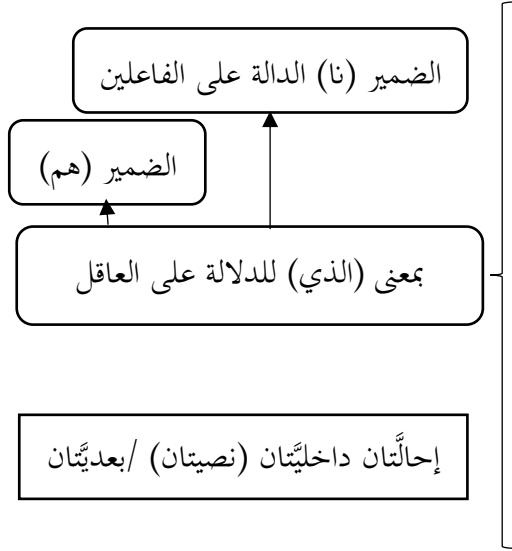 الضمير (نا) الدالة على الفاعلين
الضمير (هم)
بمعنى (الذي) للدلالة على العاقل
إحالَّتان داخليَّتان (نصيتان) /بعديَّتان